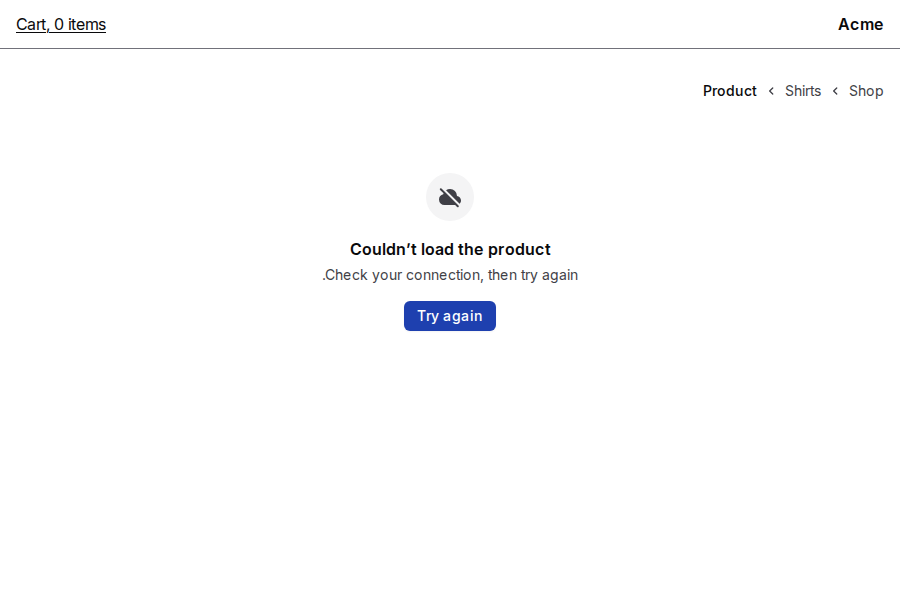 Acme
Cart, 0 items
Shop
Shirts
Product
Couldn’t load the product
.Check your connection, then try again
Try again